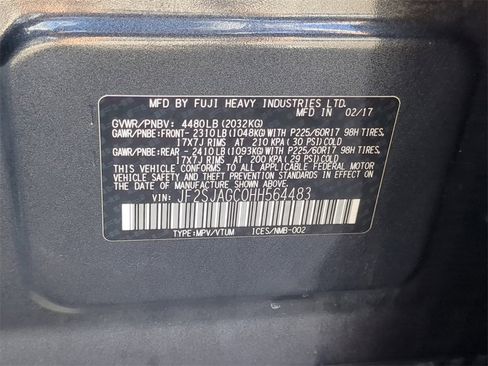 MFD BY FUJI HEAVY INDUSTRIES LTD.
MFD IN 02/17
GVWR/PNBV: 4480LB(2032KG)
GAWR/PNBE:FRONT- 2310LB(1048KG) WITH P225/60R17 98H TIRES,
17X7J RIMS AT 210 KPA(30 PSI)COLD
GAWR/PNBE:REAR - 2410LB(1093KG) WITH P225/60R17 98H TIRES,
17X7J RIMS AT 200 KPA(29 PSI)COLD
THIS VEHICLE CONFORMS TO ALL APPLICABLE FEDERAL
MOTOR VEHICLE SAFETY, BUMPER, AND THEFT PREVENTION
STANDARDS IN EFFECT ON THE DATE OF MANUFACTURE
SHOWN ABOVE.
VIN: JF2SJAGC0HH564483
TYPE:MPV/VTUM ICES/NMB-002